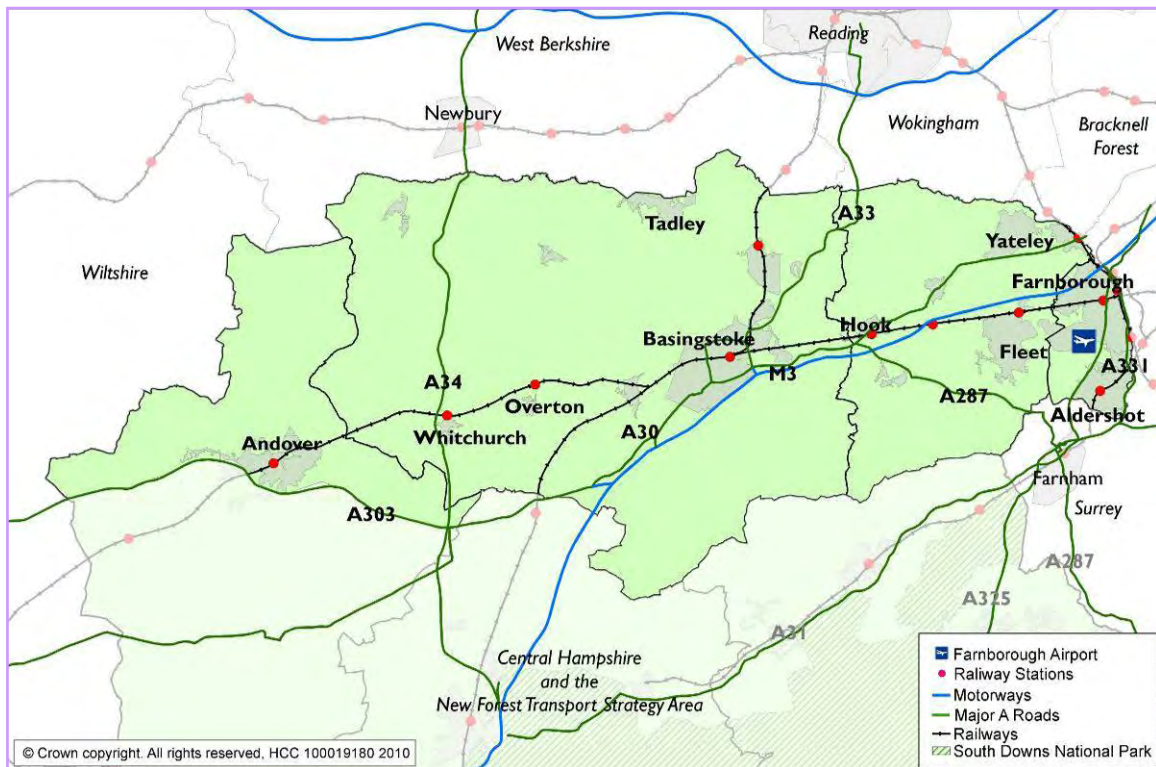 West Berkshire
Reading
Newbury
Wokingham
Bracknell
Forest
Tadley
A33
Yateley
Wiltshire
Farnborough
Hook
Basingstoke
Fleet
A331
M3
A34
A287
Overton
Aldershot
Whitchurch
A30
Andover
Farnham
A303
Surrey
A287
A325
A31
Central Hampshire
and the
New Forest Transport Strategy Area
Farnborough Airport
Railway Stations
Motorways
Major A Roads
Railways
South Downs National Park
© Crown copyright. All rights reserved, HCC 100019180 2010